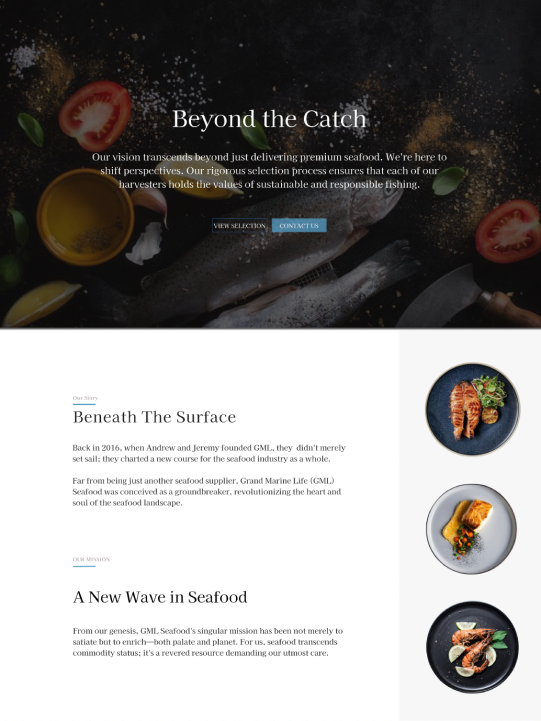 Beyond the Catch
Our vision transcends beyond just delivering premium seafood. We're here to
shift perspectives. Our rigorous selection process ensures that each of our
harvesters holds the values of sustainable and responsible fishing.
VIEW SELECTION
CONTACT US
Our Story
Beneath The Surface
Back in 2016, when Andrew and Jeremy founded GML, they didn't merely
set sail; they charted a new course for the seafood industry as a whole.
Far from being just another seafood supplier, Grand Marine Life (GML)
Seafood was conceived as a groundbreaker, revolutionizing the heart and
soul of the seafood landscape.
OUR MISSION
A New Wave in Seafood
From our genesis, GML Seafood's singular mission has been not merely to
satiate but to enrich—both palate and planet. For us, seafood transcends
commodity status; it's a revered resource demanding our utmost care.